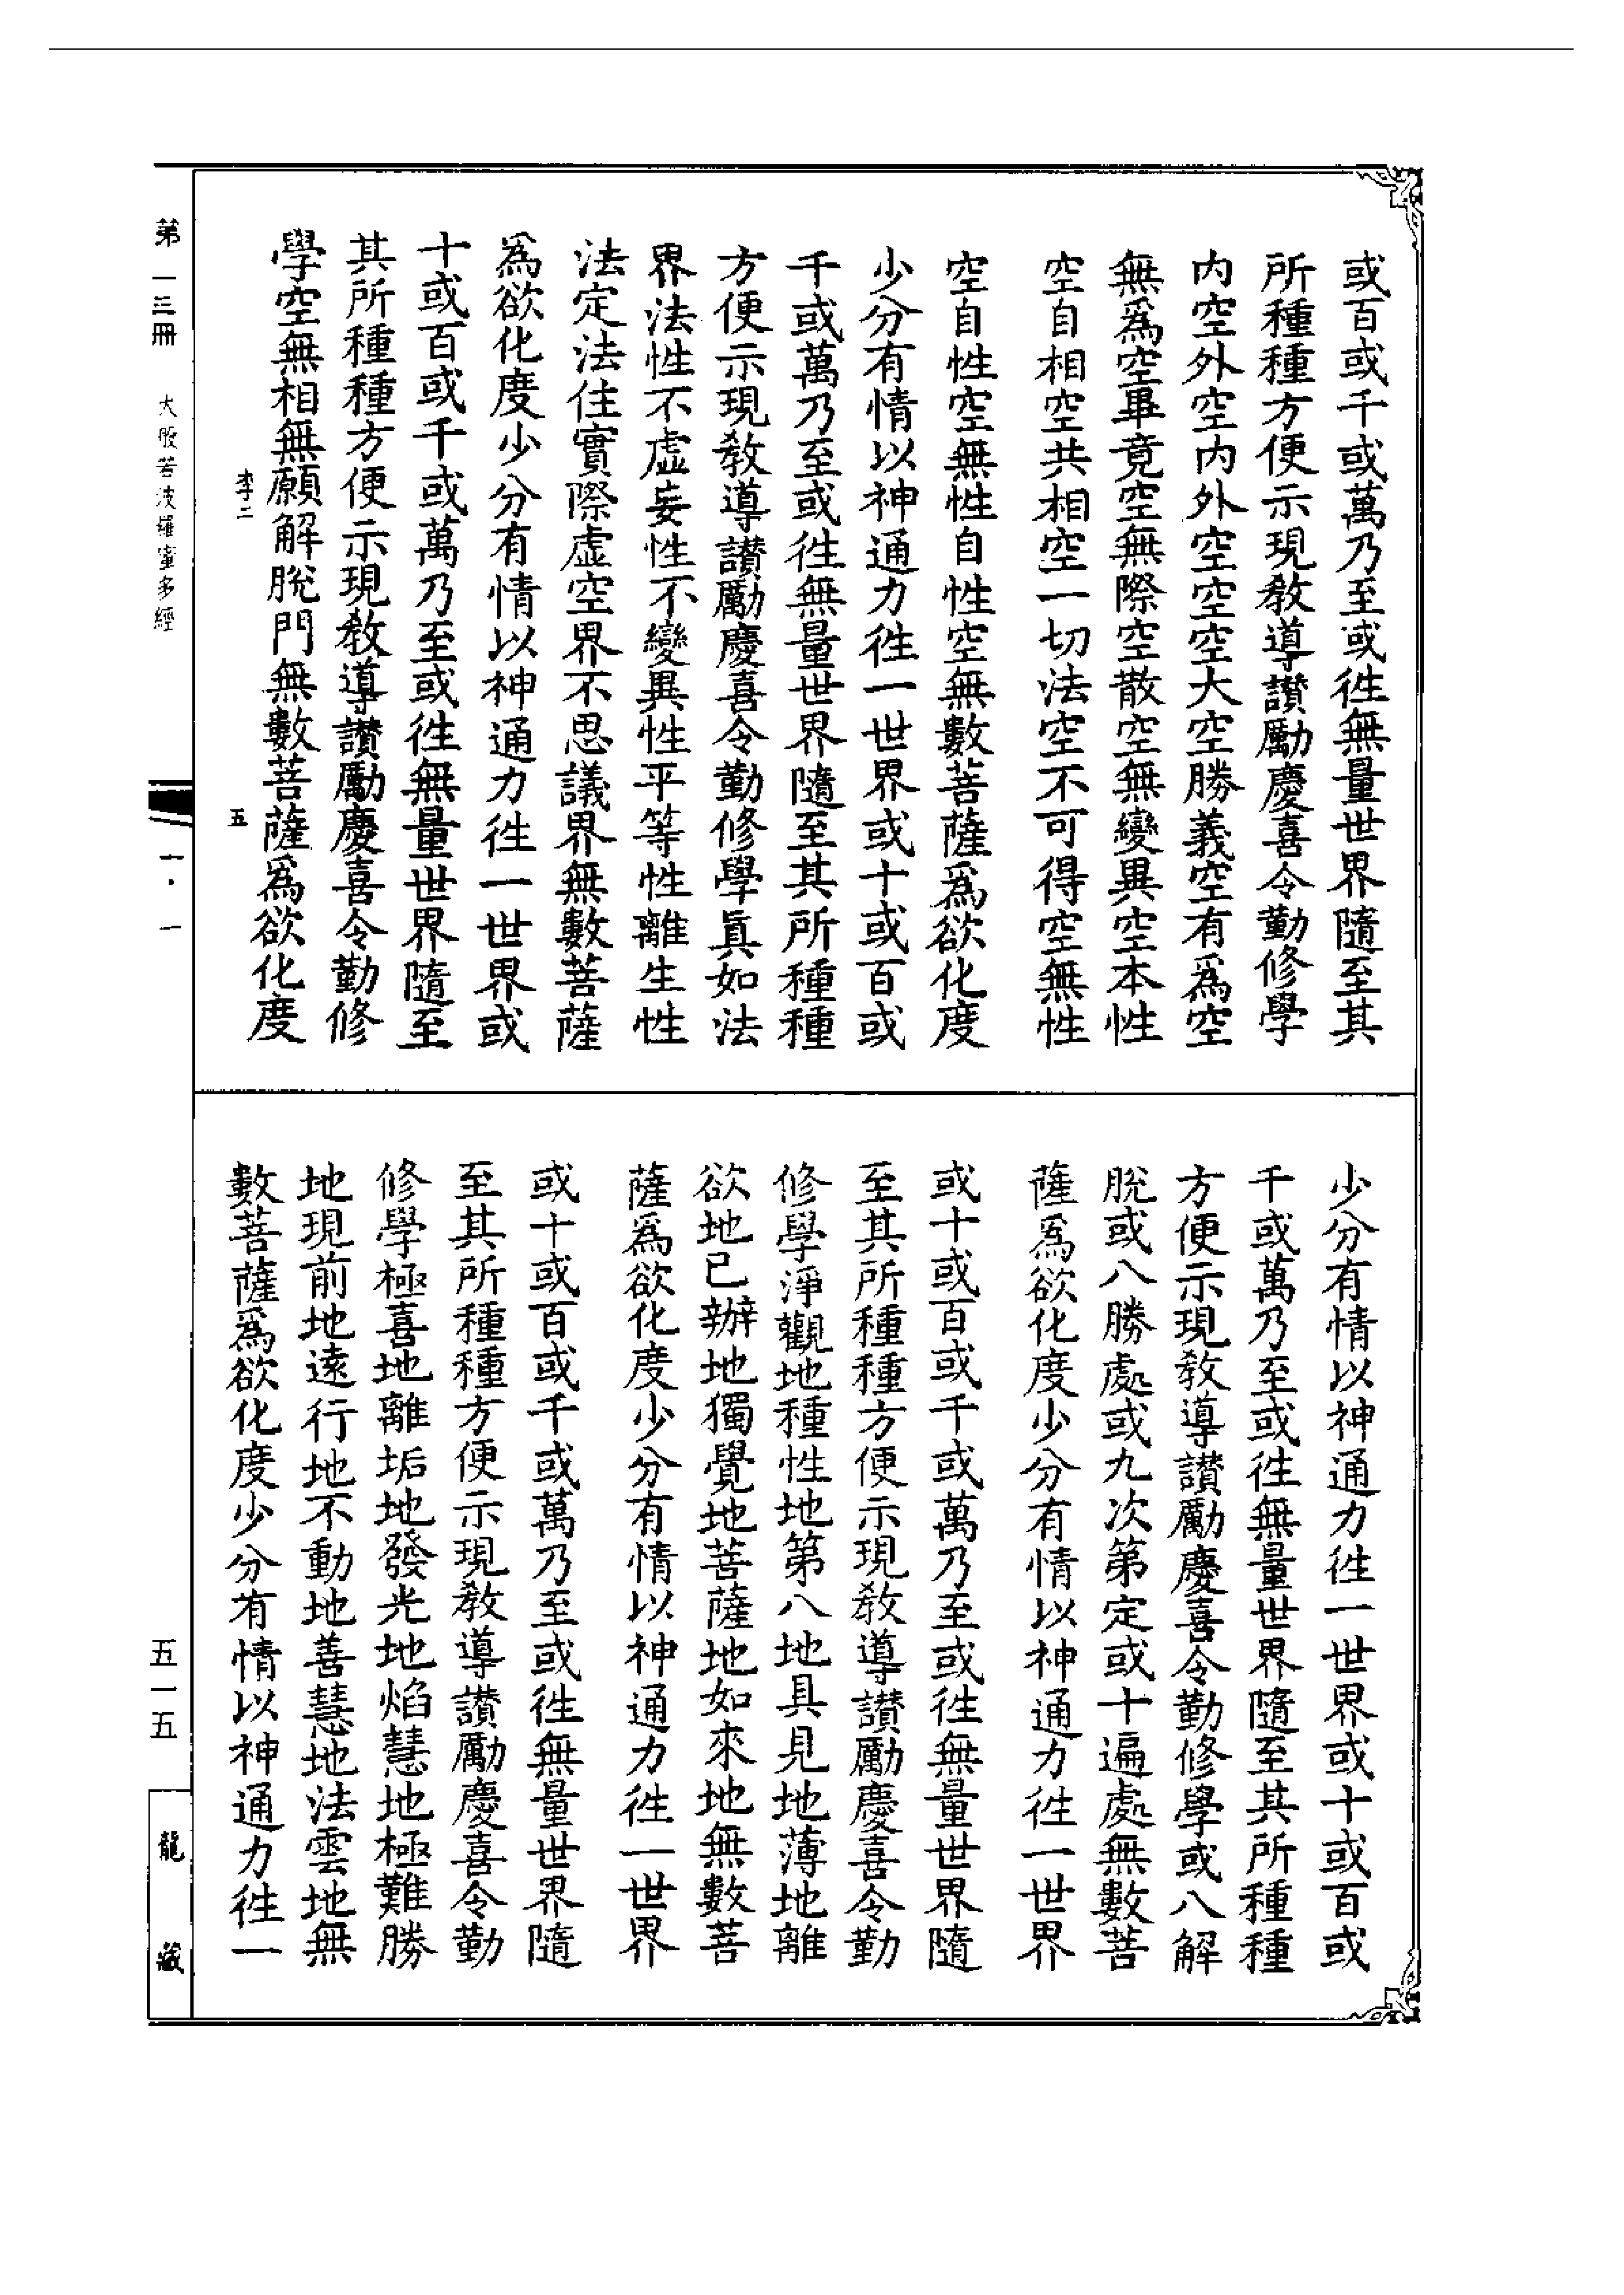 或百或千或萬乃至或徃無量世界隨至其
所種種方便示現教導讃勵慶喜令勤修學
内空外空内外空空空大空勝義空有爲空
無爲空畢竟空無際空散空無變異空本性
空自相空共相空一切法空不可得空無性
空自性空無性自性空無數菩薩爲欲化度
少分有情以神通力徃一世界或十或百或
千或萬乃至或徃無量世界隨至其所種種
方便示現教導讃勵慶喜令勤修學眞如法
界法性不虛妄性不變異性平等性離生性
法定法住實際虛空界不思議界無數菩薩
爲欲化度少分有情以神通力徃一世界或
十或百或千或萬乃至或徃無量世界隨至
其所種種方便示現教導讃勵慶喜令勤修
學空無相無願解脫門無數菩薩爲欲化度
李二
五
少分有情以神通力徃一世界或十或百或
千或萬乃至或徃無量世界隨至其所種種
方便示現教導讃勵慶喜令勤修學或八解
脫或八勝處或九次第定或十遍處無數菩
薩爲欲化度少分有情以神通力徃一世界
或十或百或千或萬乃至或徃無量世界隨
至其所種種方便示現教導讃勵慶喜令勤
修學淨觀地種性地第八地具見地薄地離
欲地已辦地獨覺地菩薩地如來地無數菩
薩爲欲化度少分有情以神通力徃一世界
或十或百或千或萬乃至或徃無量世界隨
至其所種種方便示現教導讃勵慶喜令勤
修學極喜地離垢地發光地焰慧地極難勝
地現前地遠行地不動地善慧地法雲地無
數菩薩爲欲化度少分有情以神通力徃一
第一三冊 大般若波羅蜜多經
一·一
五一五
龍藏